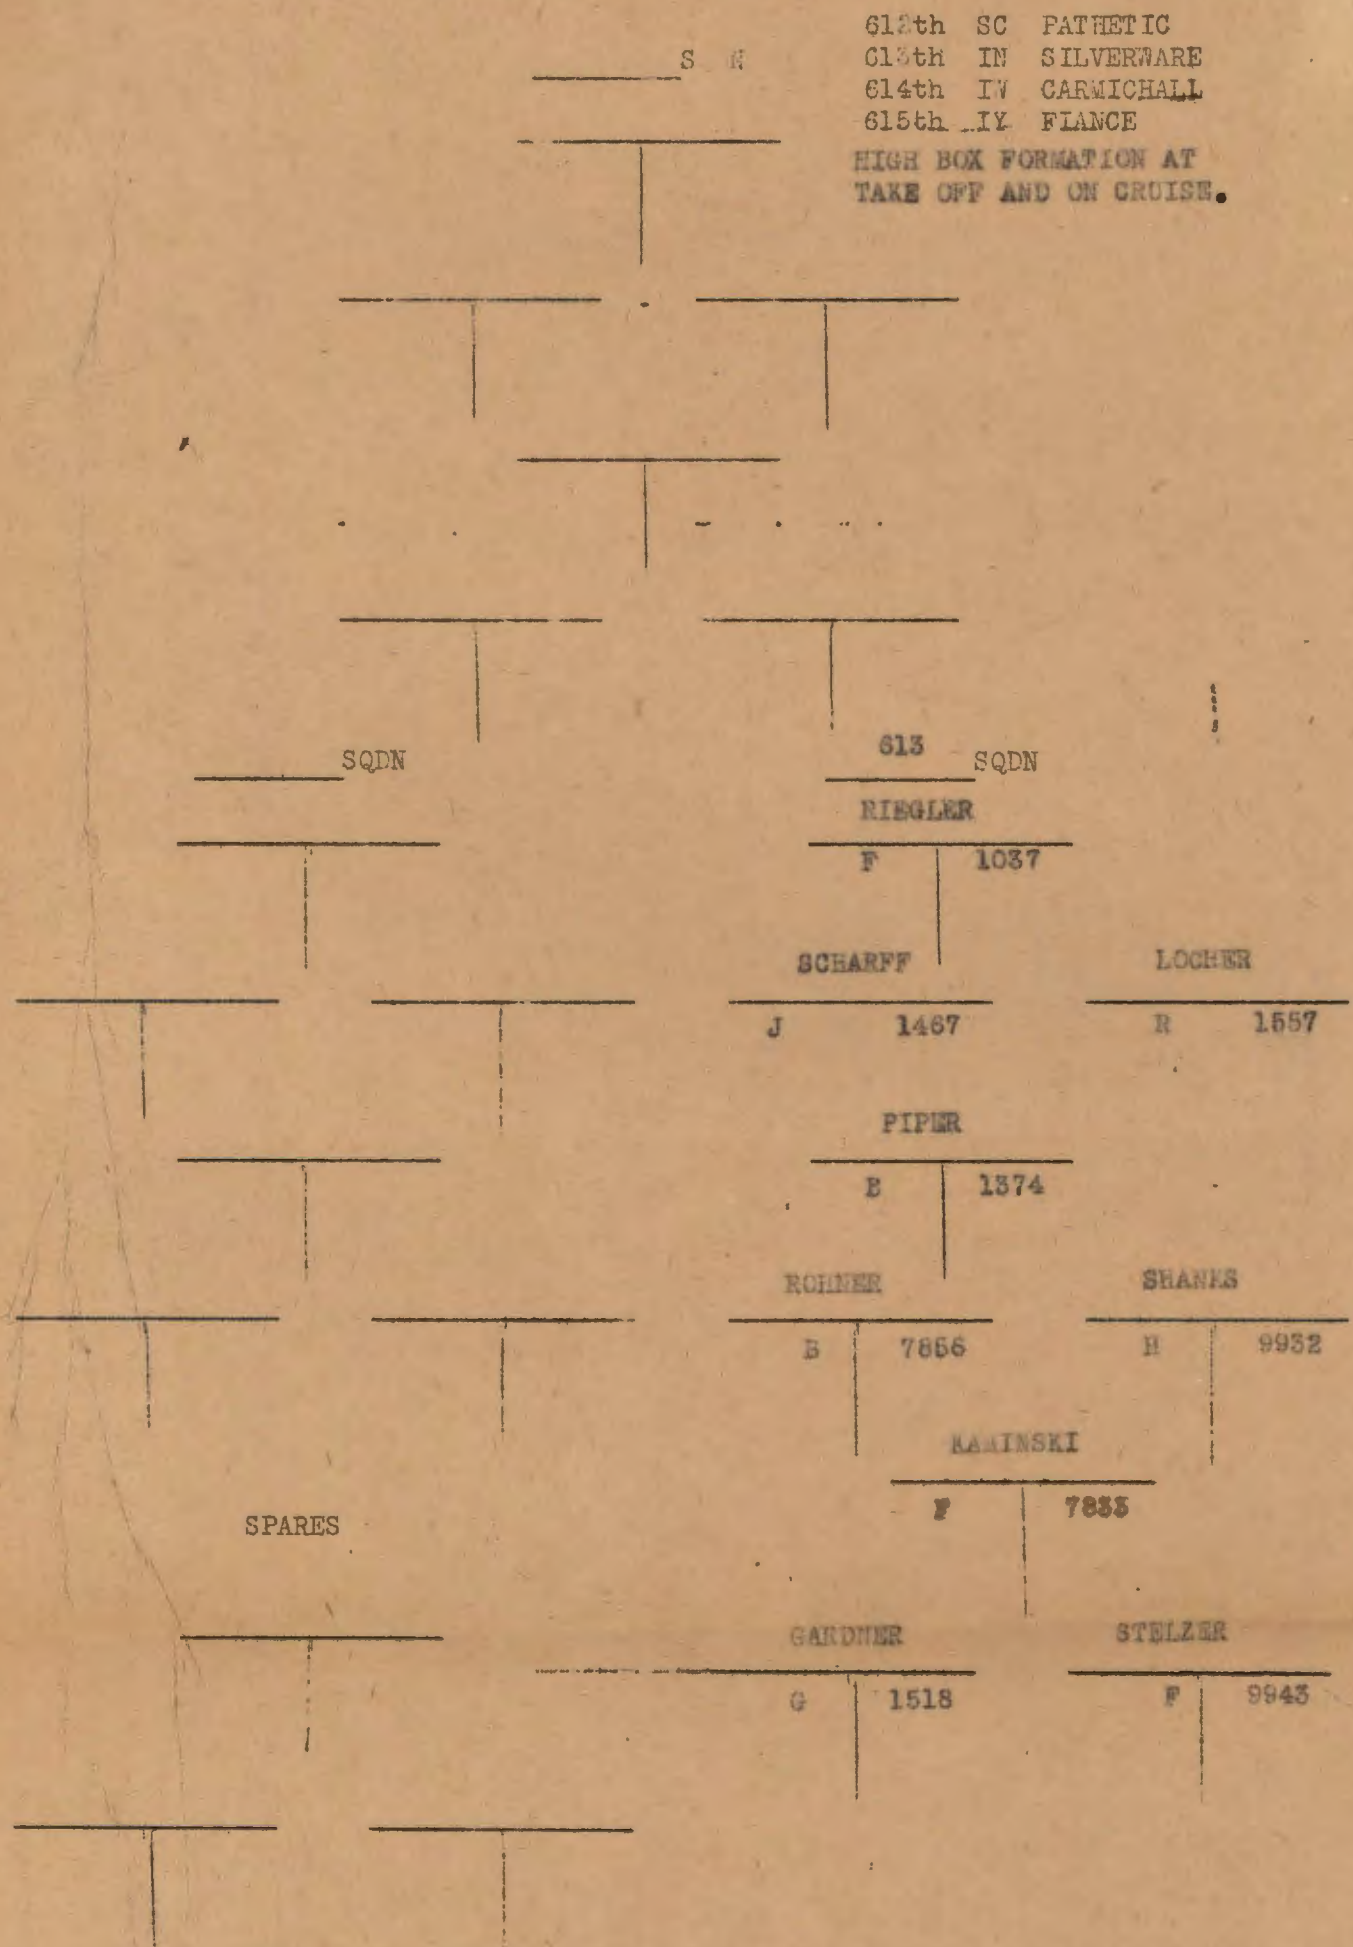 612th SC PATHETIC
613th IN SILVERWARE
614th IW CARMICHALL
615th IY FIANCE
HIGH BOX FORMATION AT
TAKE OFF AND ON CRUISE.
SQDN
613 SQDN
RIEGLER
F 1037
SCHARFF LOCHER
J 1467 R 1557
PIPER
E 1374
ROHNER SHANKS
B 7856 H 9932
KAMINSKI
F 7833
SPARES
GARDNER STELZER
G 1518 F 9943